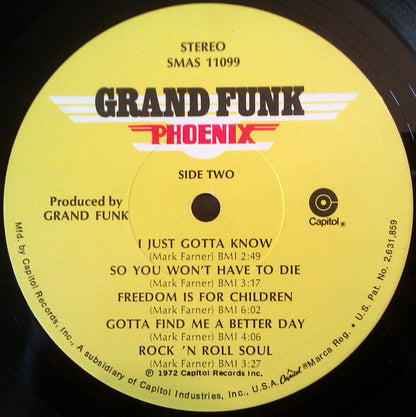 STEREO
SMAS 11099
GRAND FUNK
PHOENIX
SIDE TWO
Produced by
GRAND FUNK
Capitol®
I JUST GOTTA KNOW
(Mark Farner) BMI 2:49
SO YOU WON'T HAVE TO DIE
(Mark Farner) BMI 3:17
FREEDOM IS FOR CHILDREN
(Mark Farner) BMI 6:02
GOTTA FIND ME A BETTER DAY
(Mark Farner) BMI 4:06
ROCK 'N ROLL SOUL
(Mark Farner) BMI 3:27
℗ 1972 Capitol Records Inc.
Mfd. by Capitol Records, Inc., A subsidiary of Capitol Industries, Inc., U.S.A. Capitol ®Marca Reg. • U.S. Pat. No. 2,631,859